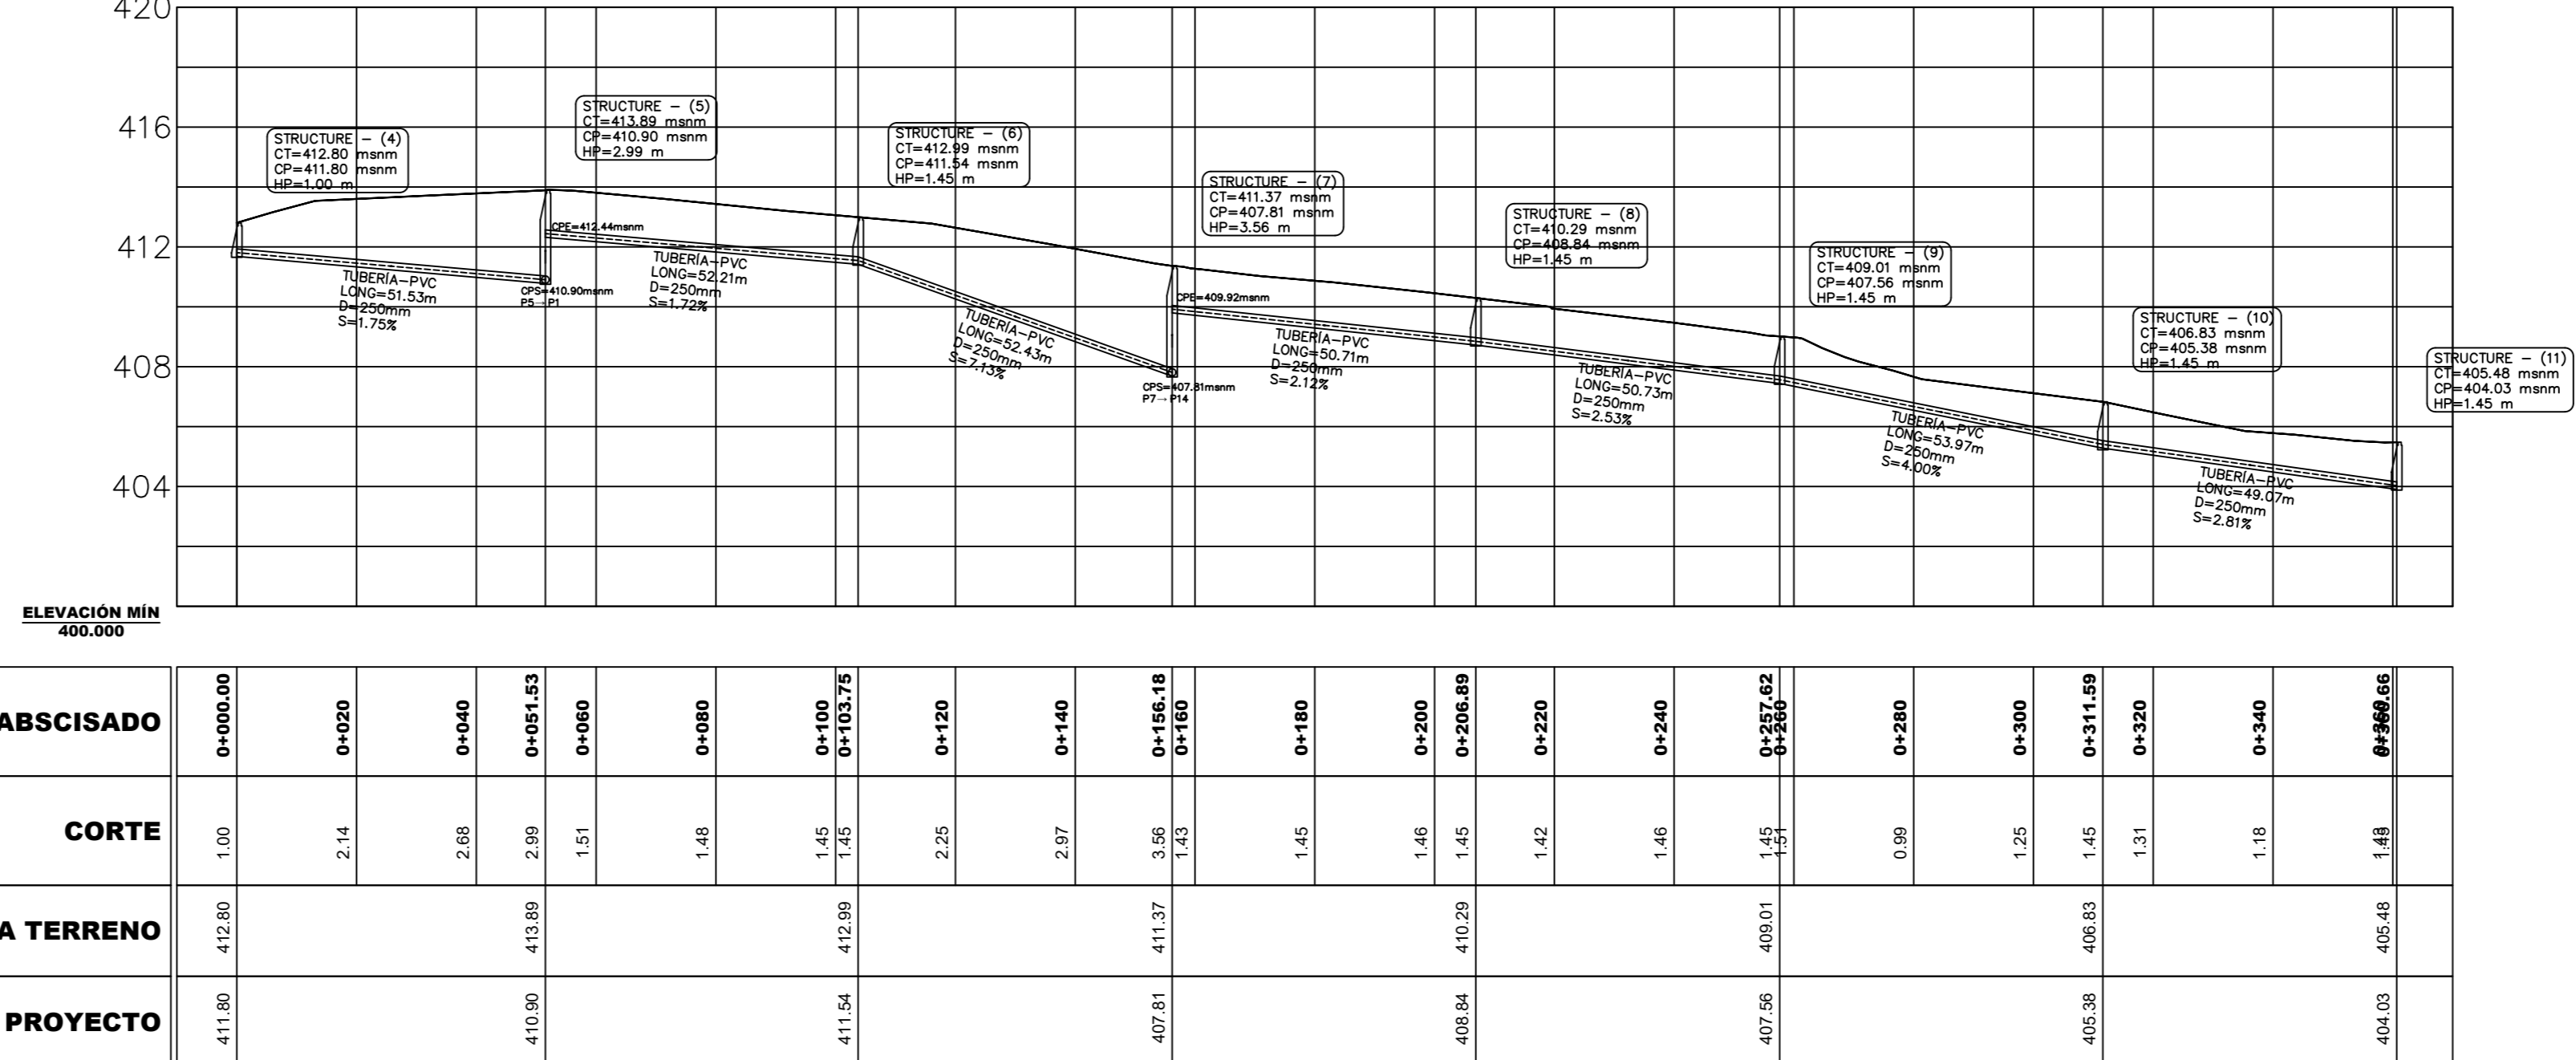 420
416
412
408
404
ELEVACIÓN MÍN
400.000
STRUCTURE - (4)
CT=412.80 msnm
CP=411.80 msnm
HP=1.00 m
STRUCTURE - (5)
CT=413.89 msnm
CP=410.90 msnm
HP=2.99 m
STRUCTURE - (6)
CT=412.99 msnm
CP=411.54 msnm
HP=1.45 m
STRUCTURE - (7)
CT=411.37 msnm
CP=407.81 msnm
HP=3.56 m
STRUCTURE - (8)
CT=410.29 msnm
CP=408.84 msnm
HP=1.45 m
STRUCTURE - (9)
CT=409.01 msnm
CP=407.56 msnm
HP=1.45 m
STRUCTURE - (10)
CT=406.83 msnm
CP=405.38 msnm
HP=1.45 m
STRUCTURE - (11)
CT=405.48 msnm
CP=404.03 msnm
HP=1.45 m
TUBERÍA-PVC
LONG=51.53m
D=250mm
S=1.75%
CPE=412.44msnm
CPS=410.90msnm
P5→P1
TUBERÍA-PVC
LONG=52.21m
D=250mm
S=1.72%
TUBERÍA-PVC
LONG=52.43m
D=250mm
S=7.13%
CPE=409.92msnm
CPS=407.81msnm
P7→P14
TUBERÍA-PVC
LONG=50.71m
D=250mm
S=2.12%
TUBERÍA-PVC
LONG=50.73m
D=250mm
S=2.53%
TUBERÍA-PVC
LONG=53.97m
D=250mm
S=4.00%
TUBERÍA-PVC
LONG=49.07m
D=250mm
S=2.81%
ABSCISADO
0+000.00
0+020
0+040
0+051.53
0+060
0+080
0+100
0+103.75
0+120
0+140
0+156.18
0+160
0+180
0+200
0+206.89
0+220
0+240
0+257.62
0+260
0+280
0+300
0+311.59
0+320
0+340
CORTE
1.00
2.14
2.68
2.99
1.51
1.48
1.45
1.45
2.25
2.97
3.56
1.43
1.45
1.46
1.45
1.42
1.46
1.45
1.51
0.99
1.25
1.45
1.31
1.18
A TERRENO
412.80
413.89
412.99
411.37
410.29
409.01
406.83
405.48
PROYECTO
411.80
410.90
411.54
407.81
408.84
407.56
405.38
404.03